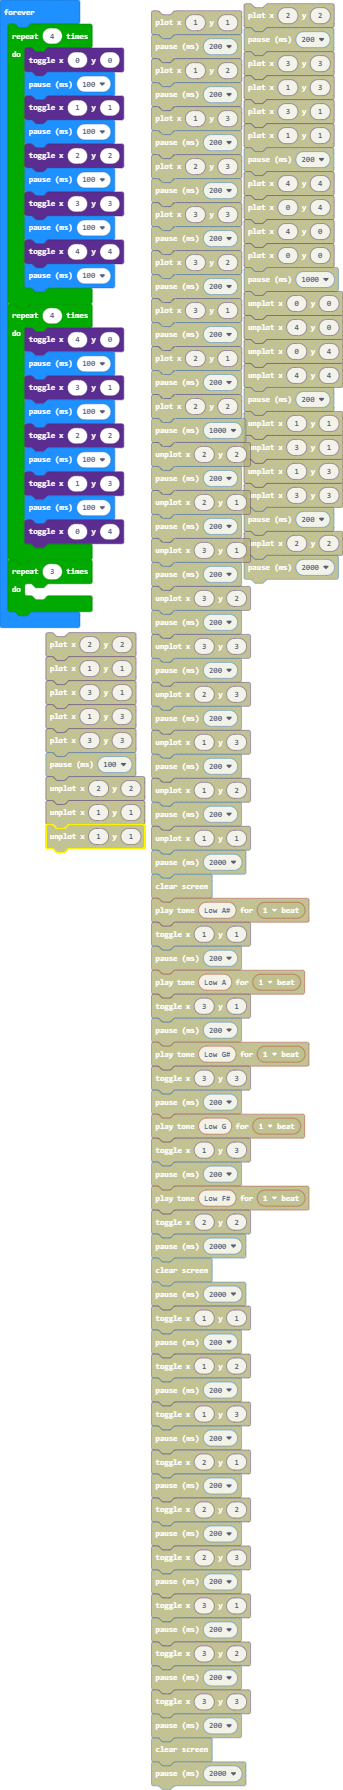 forever
repeat 4 times
do
toggle x 0 y 0
pause (ms) 100
toggle x 1 y 1
pause (ms) 100
toggle x 2 y 2
pause (ms) 100
toggle x 3 y 3
pause (ms) 100
toggle x 4 y 4
pause (ms) 100
repeat 4 times
do
toggle x 4 y 0
pause (ms) 100
toggle x 3 y 1
pause (ms) 100
toggle x 2 y 2
pause (ms) 100
toggle x 1 y 3
pause (ms) 100
toggle x 0 y 4
repeat 3 times
do
plot x 2 y 2
plot x 1 y 1
plot x 3 y 1
plot x 1 y 3
plot x 3 y 3
pause (ms) 100
unplot x 2 y 2
unplot x 1 y 1
unplot x 1 y 1
plot x 1 y 1
pause (ms) 200
plot x 1 y 2
pause (ms) 200
plot x 1 y 3
pause (ms) 200
plot x 2 y 3
pause (ms) 200
plot x 3 y 3
pause (ms) 200
plot x 3 y 2
pause (ms) 200
plot x 3 y 1
pause (ms) 200
plot x 2 y 1
pause (ms) 200
plot x 2 y 2
pause (ms) 1000
unplot x 2 y 2
pause (ms) 200
unplot x 2 y 1
pause (ms) 200
unplot x 3 y 1
pause (ms) 200
unplot x 3 y 2
pause (ms) 200
unplot x 3 y 3
pause (ms) 200
unplot x 2 y 3
pause (ms) 200
unplot x 1 y 3
pause (ms) 200
unplot x 1 y 2
pause (ms) 200
unplot x 1 y 1
pause (ms) 2000
clear screen
play tone Low A# for 1 beat
toggle x 1 y 1
pause (ms) 200
play tone Low A for 1 beat
toggle x 3 y 1
pause (ms) 200
play tone Low G# for 1 beat
toggle x 3 y 3
pause (ms) 200
play tone Low G for 1 beat
toggle x 1 y 3
pause (ms) 200
play tone Low F# for 1 beat
toggle x 2 y 2
pause (ms) 2000
clear screen
pause (ms) 2000
toggle x 1 y 1
pause (ms) 200
toggle x 1 y 2
pause (ms) 200
toggle x 1 y 3
pause (ms) 200
toggle x 2 y 1
pause (ms) 200
toggle x 2 y 2
pause (ms) 200
toggle x 2 y 3
pause (ms) 200
toggle x 3 y 1
pause (ms) 200
toggle x 3 y 2
pause (ms) 200
toggle x 3 y 3
pause (ms) 200
clear screen
pause (ms) 2000
plot x 2 y 2
pause (ms) 200
plot x 3 y 3
plot x 1 y 3
plot x 3 y 1
plot x 1 y 1
pause (ms) 200
plot x 4 y 4
plot x 0 y 4
plot x 4 y 0
plot x 0 y 0
pause (ms) 1000
unplot x 0 y 0
unplot x 4 y 0
unplot x 0 y 4
unplot x 4 y 4
pause (ms) 200
unplot x 1 y 1
unplot x 3 y 1
unplot x 1 y 3
unplot x 3 y 3
pause (ms) 200
unplot x 2 y 2
pause (ms) 2000